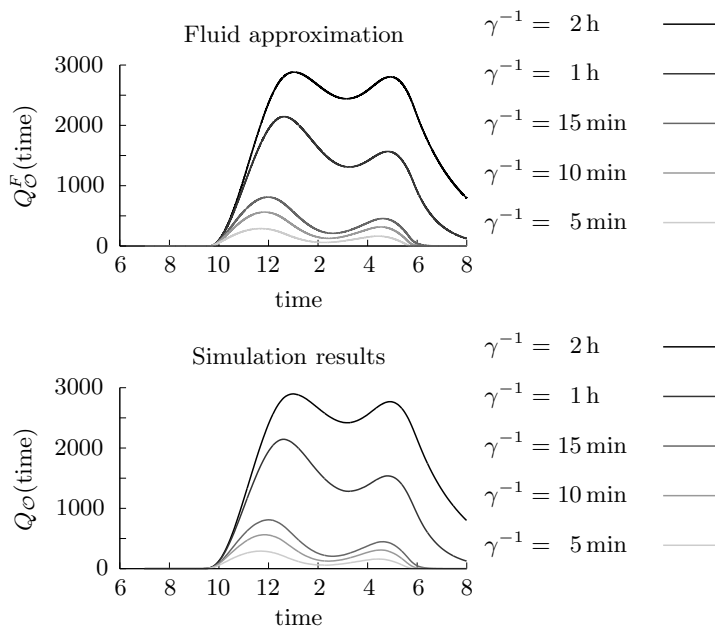 Fluid approximation
γ⁻¹ = 2 h
γ⁻¹ = 1 h
γ⁻¹ = 15 min
γ⁻¹ = 10 min
γ⁻¹ = 5 min
3000
2000
1000
0
Q_𝒪^F(time)
6 8 10 12 2 4 6 8
time
Simulation results
γ⁻¹ = 2 h
γ⁻¹ = 1 h
γ⁻¹ = 15 min
γ⁻¹ = 10 min
γ⁻¹ = 5 min
3000
2000
1000
0
Q_𝒪(time)
6 8 10 12 2 4 6 8
time